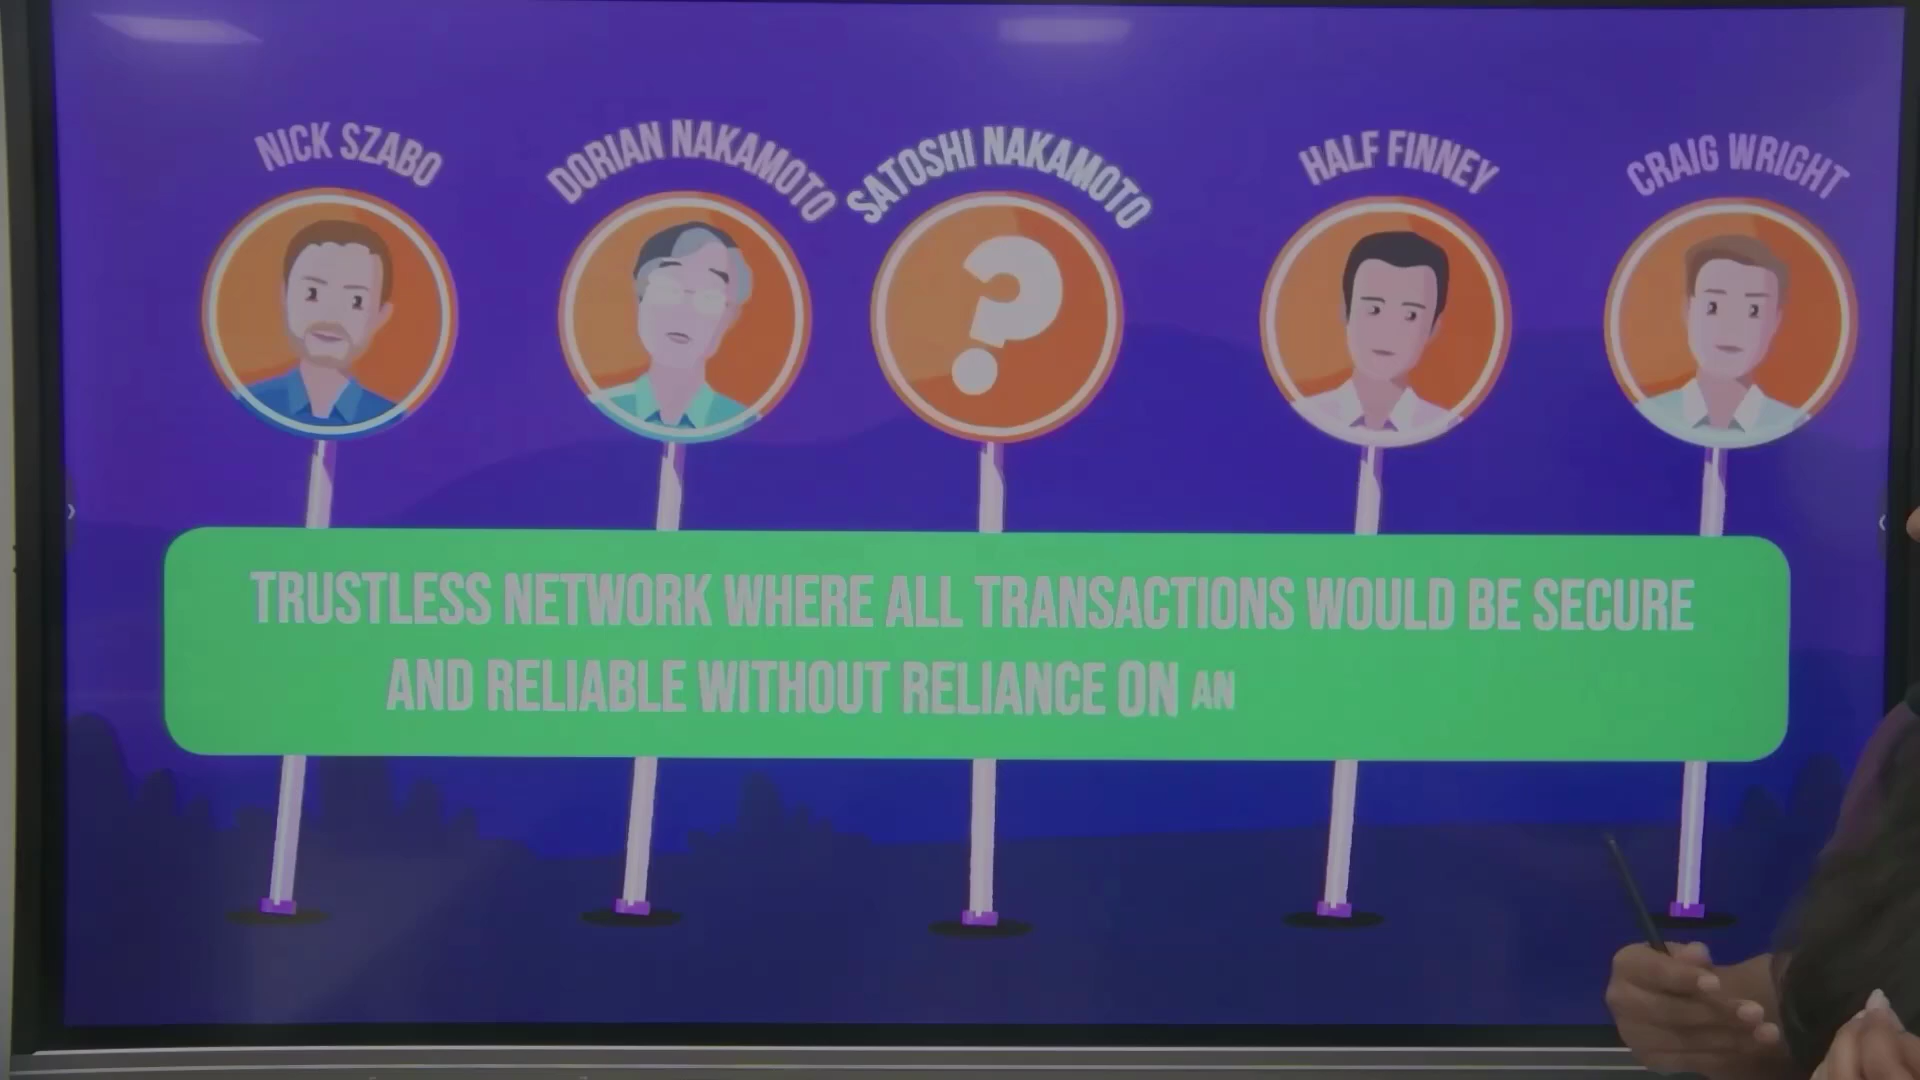 NICK SZABO
DORIAN NAKAMOTO
SATOSHI NAKAMOTO
HALF FINNEY
CRAIG WRIGHT
TRUSTLESS NETWORK WHERE ALL TRANSACTIONS WOULD BE SECURE
AND RELIABLE WITHOUT RELIANCE ON AN